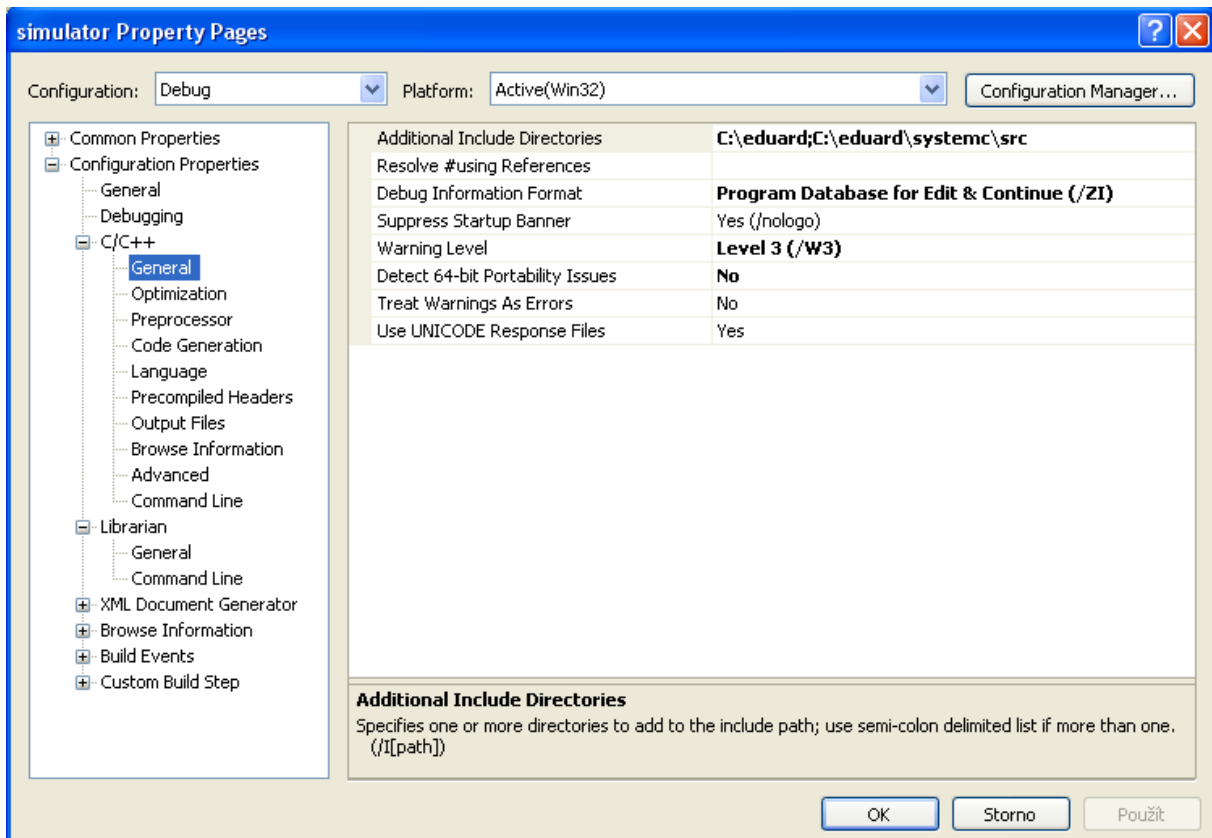 simulator Property Pages
Configuration: Debug Platform: Active(Win32) Configuration Manager...
Common Properties
Configuration Properties
General
Debugging
C/C++
General
Optimization
Preprocessor
Code Generation
Language
Precompiled Headers
Output Files
Browse Information
Advanced
Command Line
Librarian
General
Command Line
XML Document Generator
Browse Information
Build Events
Custom Build Step
Additional Include Directories C:\eduard;C:\eduard\systemc\src
Resolve #using References
Debug Information Format Program Database for Edit & Continue (/ZI)
Suppress Startup Banner Yes (/nologo)
Warning Level Level 3 (/W3)
Detect 64-bit Portability Issues No
Treat Warnings As Errors No
Use UNICODE Response Files Yes
Additional Include Directories
Specifies one or more directories to add to the include path; use semi-colon delimited list if more than one.
(/I[path])
OK Storno Použít